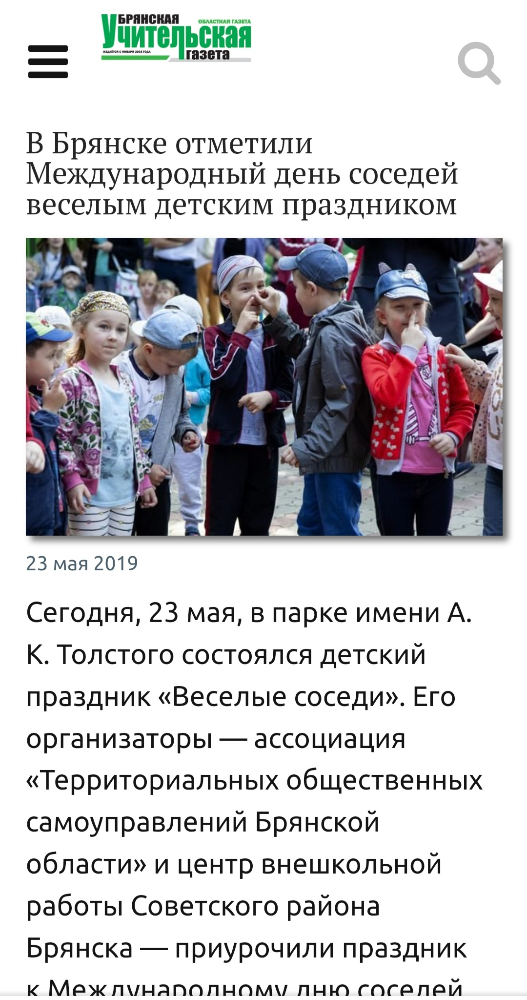 БРЯНСКАЯ
ОБЛАСТНАЯ ГАЗЕТА
Учительская
ИЗДАЁТСЯ С ЯНВАРЯ 2003 ГОДА
газета
В Брянске отметили
Международный день соседей
веселым детским праздником
23 мая 2019
Сегодня, 23 мая, в парке имени А.
К. Толстого состоялся детский
праздник «Веселые соседи». Его
организаторы — ассоциация
«Территориальных общественных
самоуправлений Брянской
области» и центр внешкольной
работы Советского района
Брянска — приурочили праздник
к Международному дню соседей.